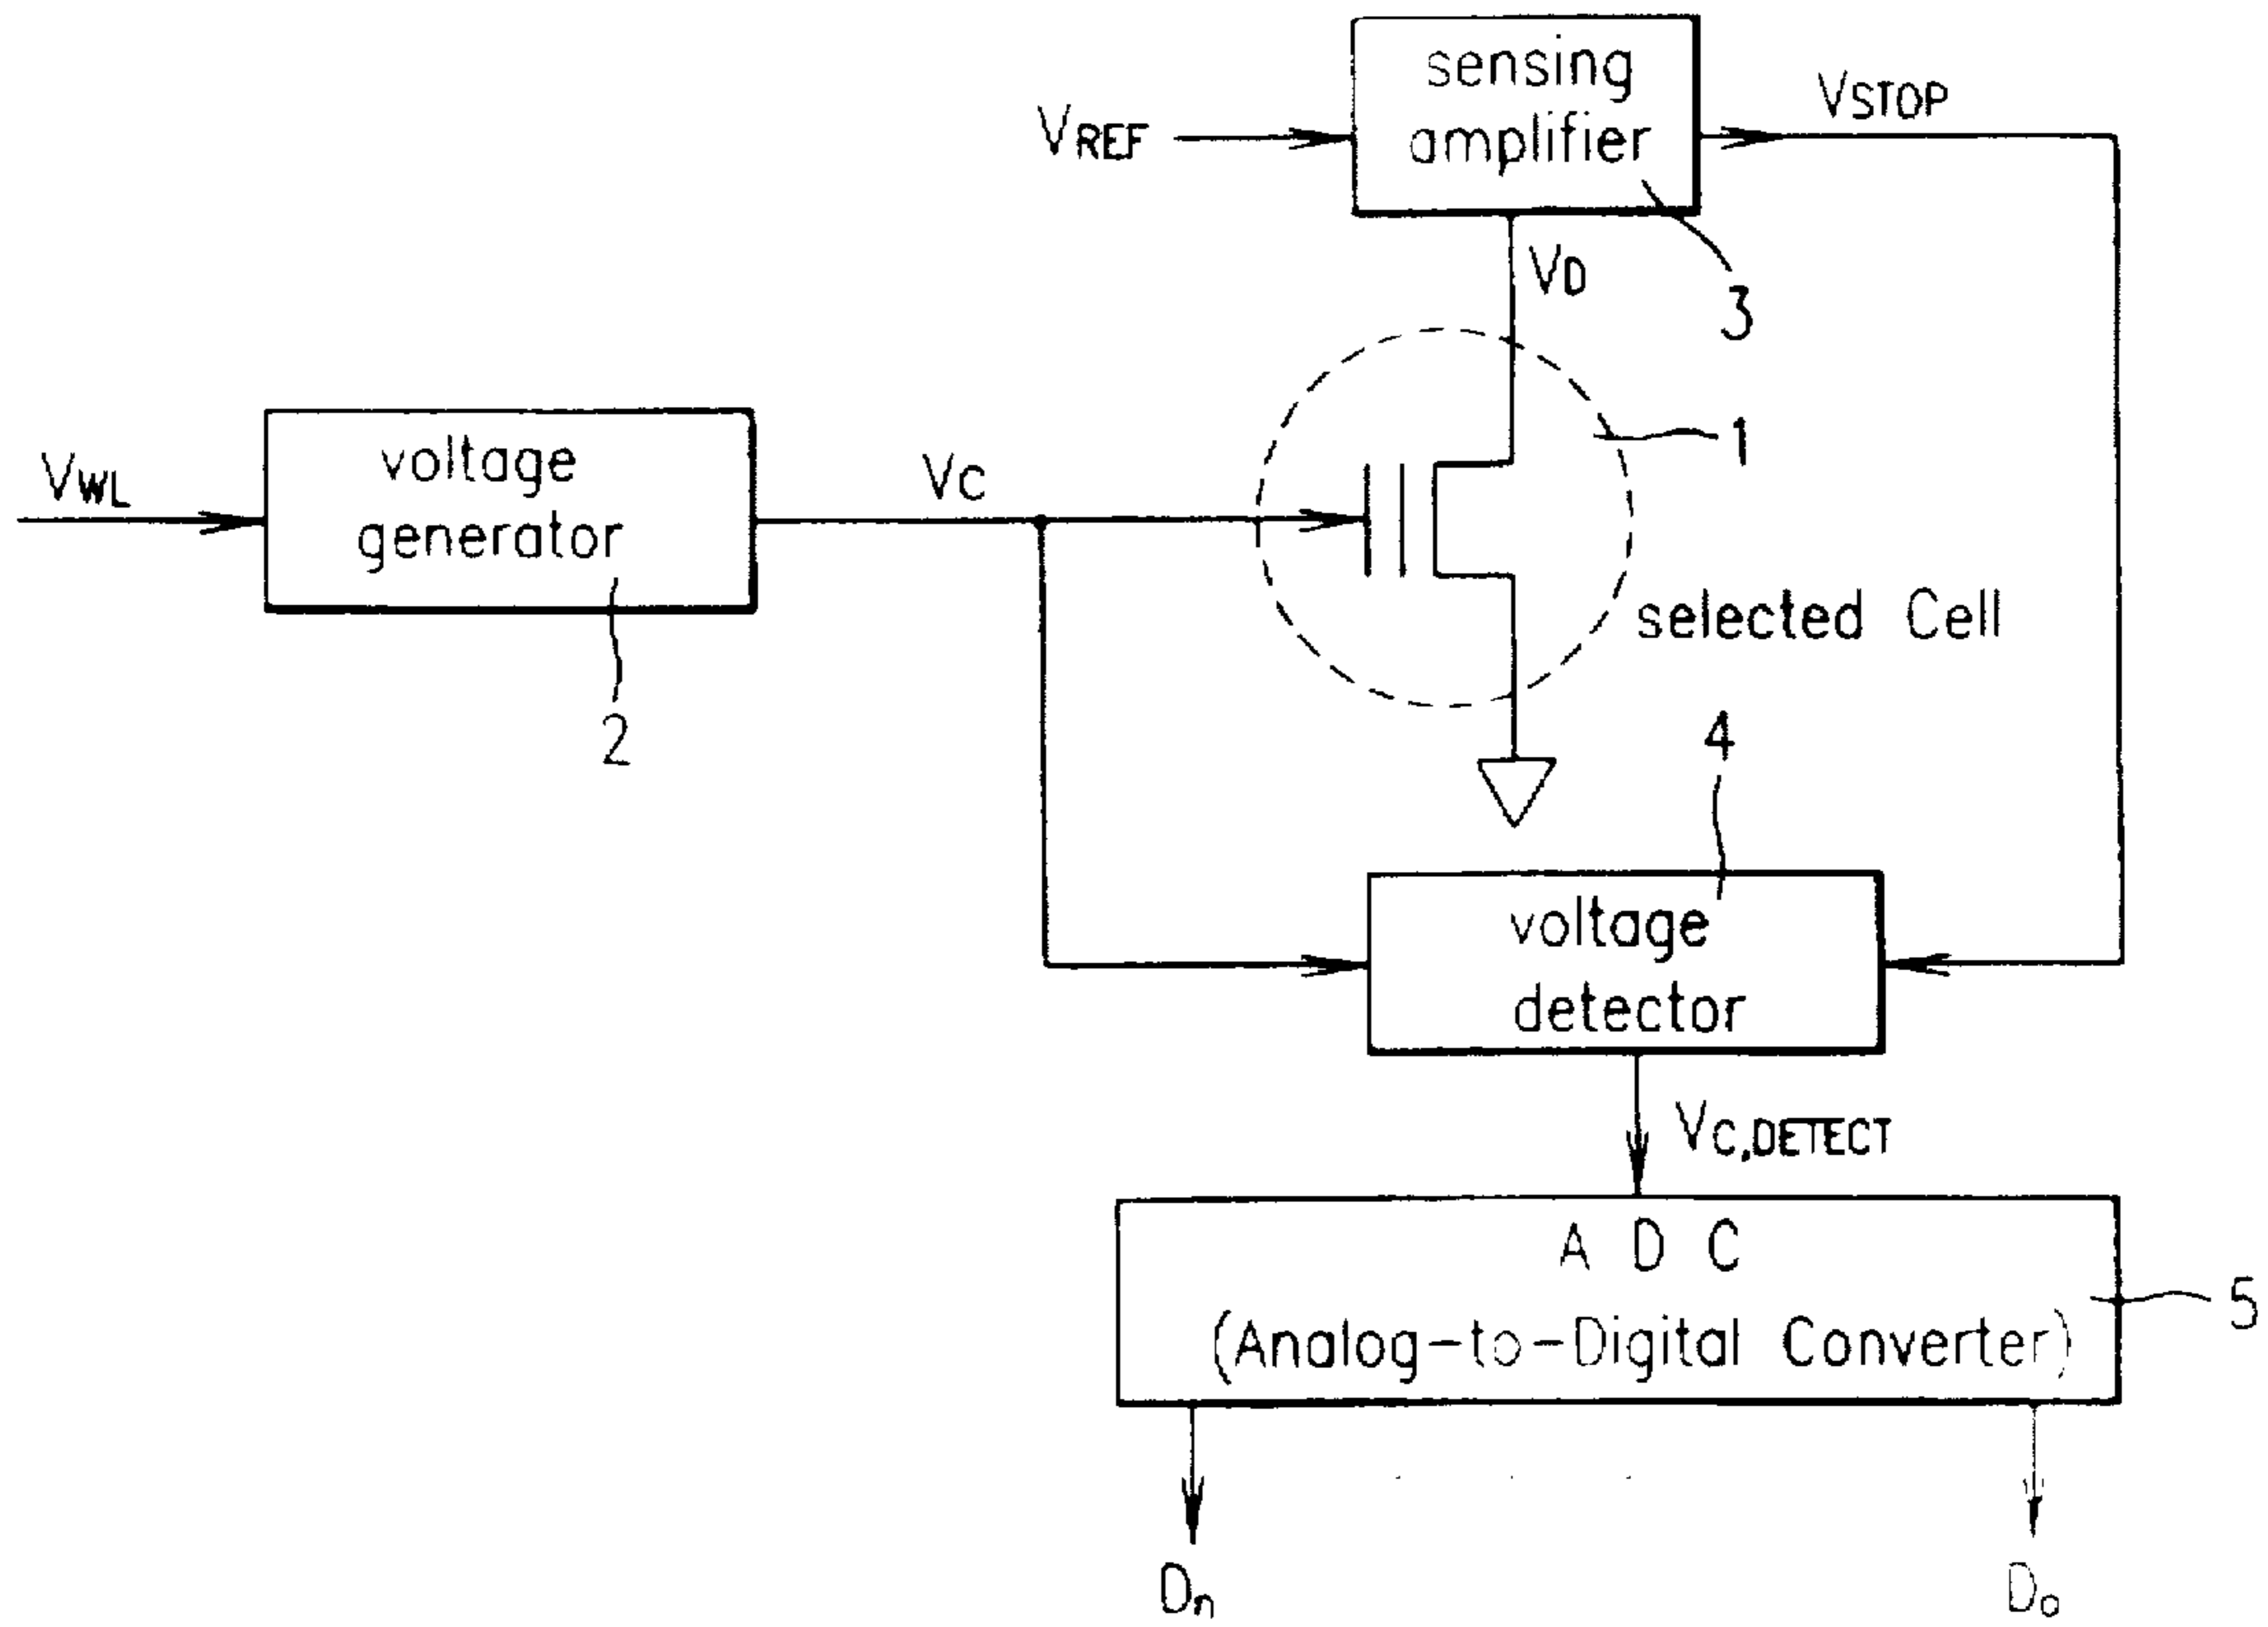 sensing
amplifier
VREF
VSTOP
VD
3
1
voltage
generator
VWL
VC
2
selected Cell
4
voltage
detector
VC,DETECT
A D C
(Analog-to-Digital Converter)
5
Dn
Do